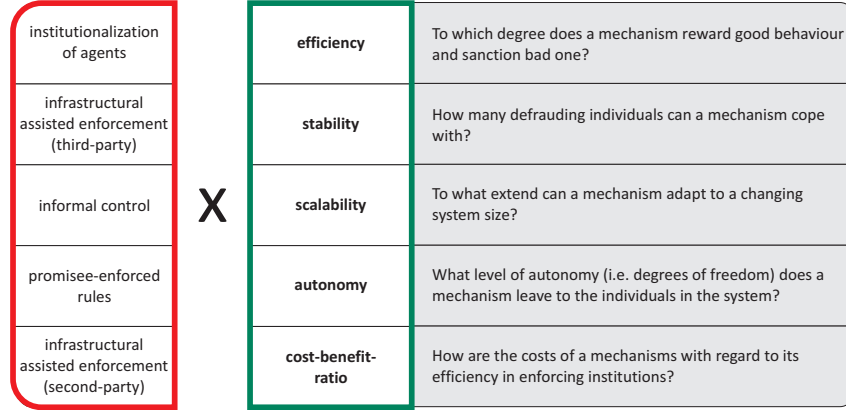 institutionalization
of agents
efficiency
To which degree does a mechanism reward good behaviour
and sanction bad one?
infrastructural
assisted enforcement
(third-party)
stability
How many defrauding individuals can a mechanism cope
with?
informal control
X
scalability
To what extend can a mechanism adapt to a changing
system size?
promisee-enforced
rules
autonomy
What level of autonomy (i.e. degrees of freedom) does a
mechanism leave to the individuals in the system?
infrastructural
assisted enforcement
(second-party)
cost-benefit-
ratio
How are the costs of a mechanisms with regard to its
efficiency in enforcing institutions?